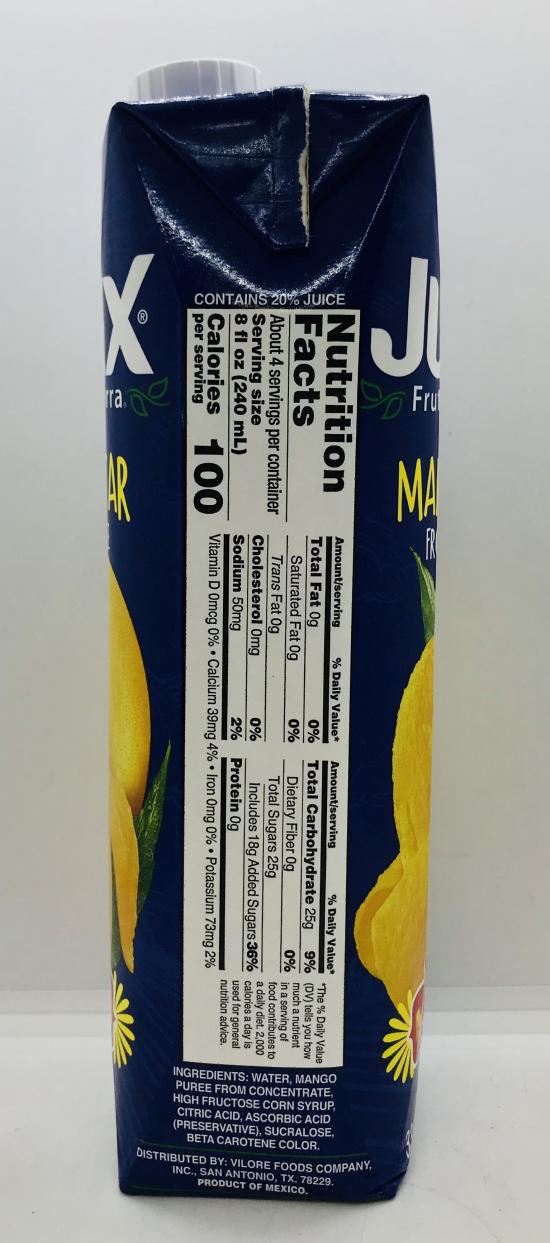 CONTAINS 20% JUICE
Nutrition
Facts
About 4 servings per container
Serving size
8 fl oz (240 mL)
Calories 100
per serving
Amount/serving % Daily Value*
Total Fat 0g 0%
Saturated Fat 0g 0%
Trans Fat 0g
Cholesterol 0mg 0%
Sodium 50mg 2%
Amount/serving % Daily Value*
Total Carbohydrate 25g 9%
Dietary Fiber 0g 0%
Total Sugars 25g
Includes 18g Added Sugars 36%
Protein 0g
Vitamin D 0mcg 0% • Calcium 39mg 4% • Iron 0mg 0% • Potassium 73mg 2%
*The % Daily Value
(DV) tells you how
much a nutrient
in a serving of
food contributes to
a daily diet. 2,000
calories a day is
used for general
nutrition advice.
INGREDIENTS: WATER, MANGO
PUREE FROM CONCENTRATE,
HIGH FRUCTOSE CORN SYRUP,
CITRIC ACID, ASCORBIC ACID
(PRESERVATIVE), SUCRALOSE,
BETA CAROTENE COLOR.
DISTRIBUTED BY: VILORE FOODS COMPANY,
INC., SAN ANTONIO, TX. 78229.
PRODUCT OF MEXICO.
X®
rra
AR
JU
Fru
MA
FR